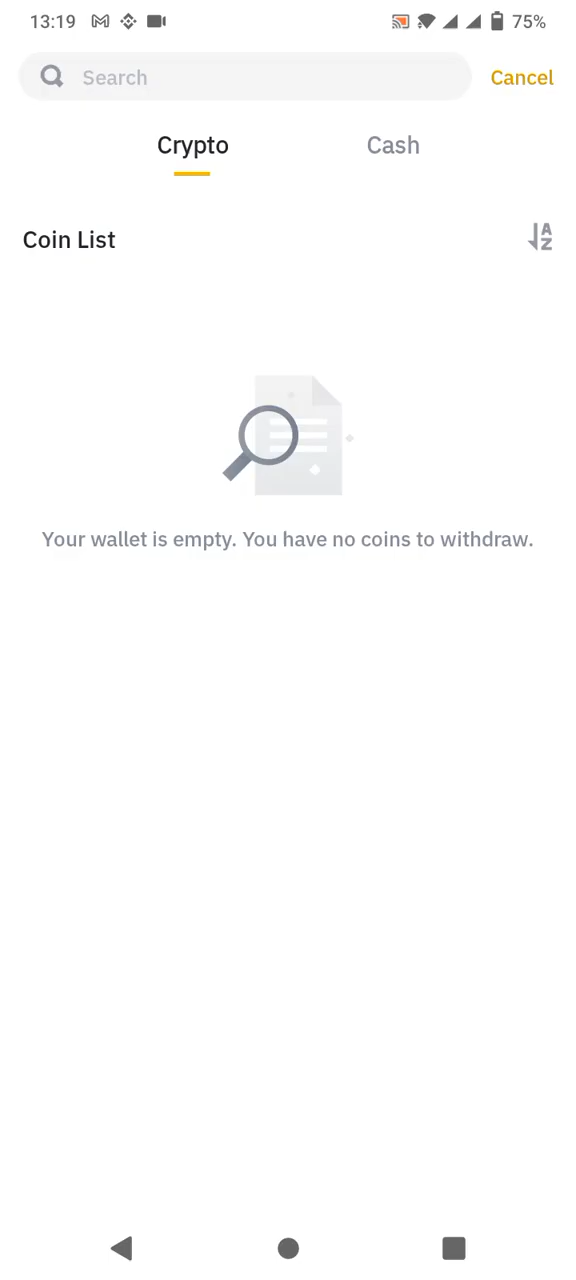 13:19
75%
Search
Cancel
Crypto
Cash
Coin List
A
Z
Your wallet is empty. You have no coins to withdraw.